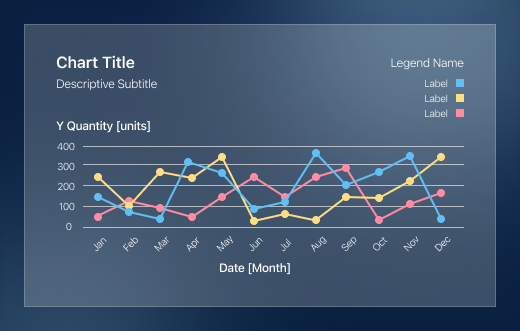 Chart Title
Descriptive Subtitle
Legend Name
Label
Label
Label
Y Quantity [units]
400
300
200
100
0
Jan
Feb
Mar
Apr
May
Jun
Jul
Aug
Sep
Oct
Nov
Dec
Date [Month]